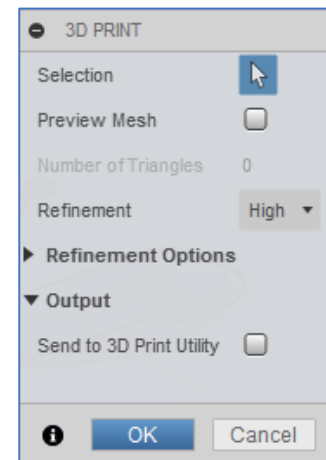 3D PRINT
Selection
Preview Mesh
Number of Triangles 0
Refinement High
Refinement Options
Output
Send to 3D Print Utility
OK Cancel